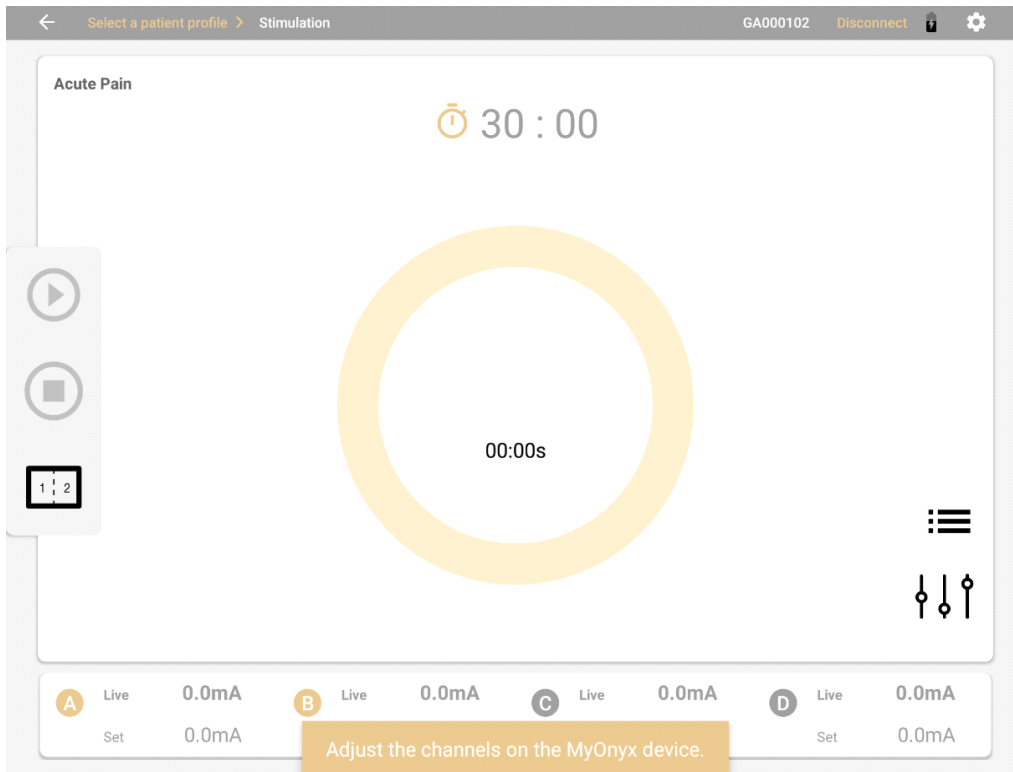 Select a patient profile > Stimulation GA000102 Disconnect
Acute Pain
30 : 00
00:00s
1 2
A Live 0.0mA B Live 0.0mA C Live 0.0mA D Live 0.0mA
Set 0.0mA Set 0.0mA
Adjust the channels on the MyOnyx device.